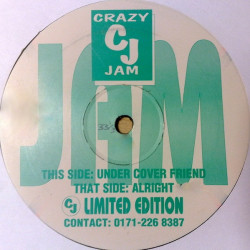 CRAZY
CJ
JAM
JAM
THIS SIDE: UNDER COVER FRIEND
THAT SIDE: ALRIGHT
CJ LIMITED EDITION
CONTACT: 0171-226 8387